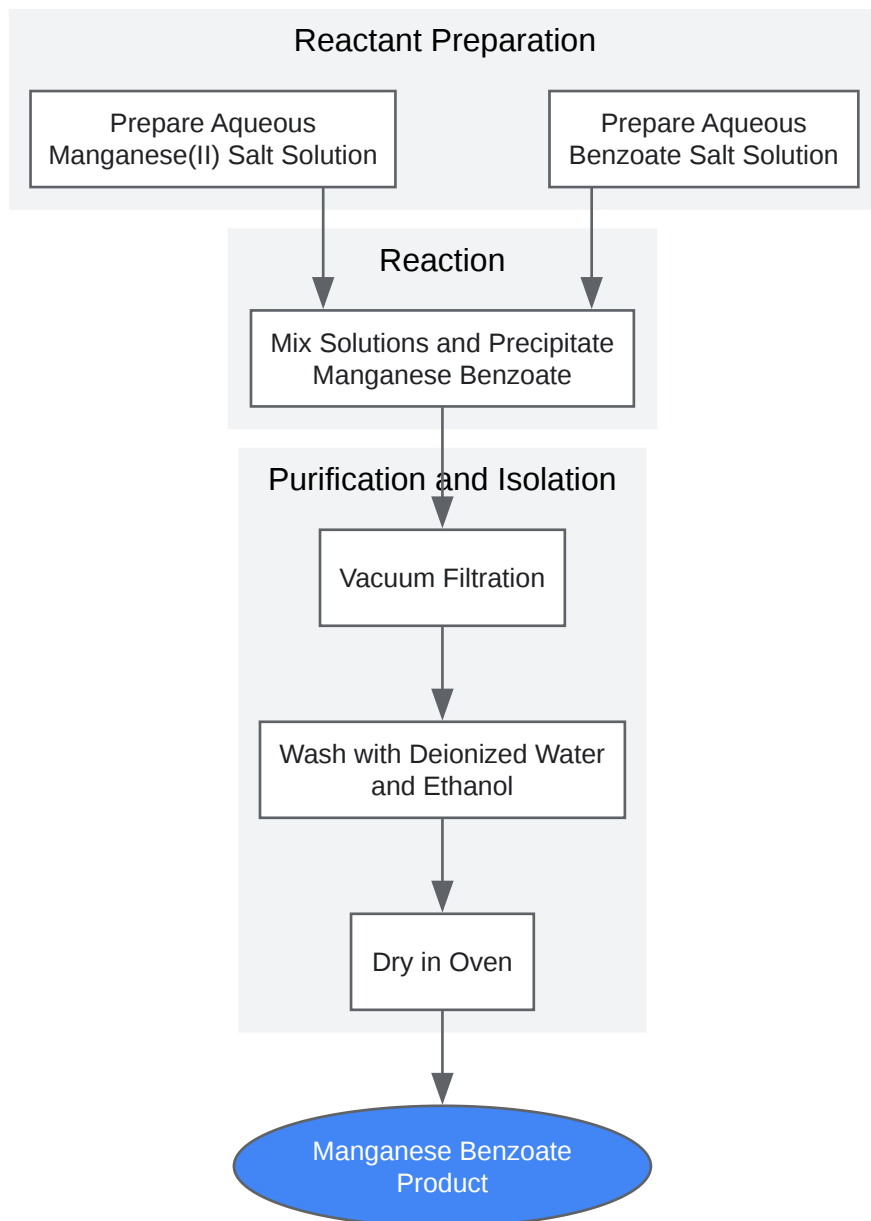 Reactant Preparation
Prepare Aqueous
Manganese(II) Salt Solution
Prepare Aqueous
Benzoate Salt Solution
Reaction
Mix Solutions and Precipitate
Manganese Benzoate
Purification and Isolation
Vacuum Filtration
Wash with Deionized Water
and Ethanol
Dry in Oven
Manganese Benzoate
Product